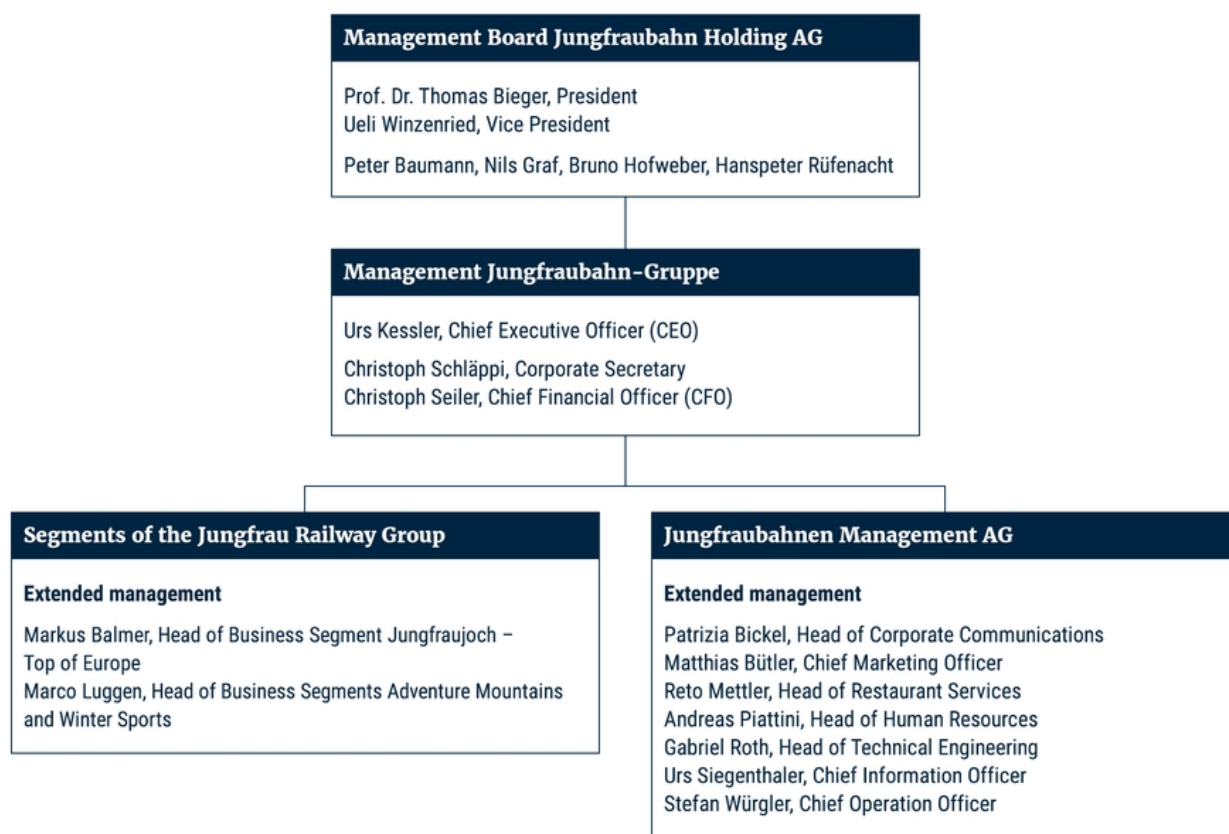 Management Board Jungfraubahn Holding AG
Prof. Dr. Thomas Bieger, President
Ueli Winzenried, Vice President
Peter Baumann, Nils Graf, Bruno Hofweber, Hanspeter Rüfenacht
Management Jungfraubahn-Gruppe
Urs Kessler, Chief Executive Officer (CEO)
Christoph Schläppi, Corporate Secretary
Christoph Seiler, Chief Financial Officer (CFO)
Segments of the Jungfrau Railway Group
Extended management
Markus Balmer, Head of Business Segment Jungfraujoch –
Top of Europe
Marco Luggen, Head of Business Segments Adventure Mountains
and Winter Sports
Jungfraubahnen Management AG
Extended management
Patrizia Bickel, Head of Corporate Communications
Matthias Bütler, Chief Marketing Officer
Reto Mettler, Head of Restaurant Services
Andreas Piattini, Head of Human Resources
Gabriel Roth, Head of Technical Engineering
Urs Siegenthaler, Chief Information Officer
Stefan Würgler, Chief Operation Officer